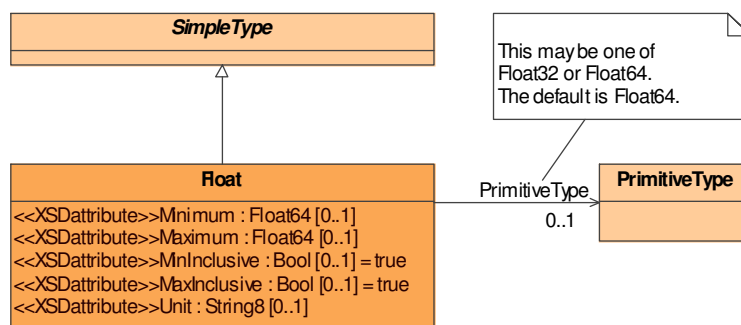 SimpleType
This may be one of
Float32 or Float64.
The default is Float64.
Float
<<XSDattribute>>Minimum : Float64 [0..1]
<<XSDattribute>>Maximum : Float64 [0..1]
<<XSDattribute>>MinInclusive : Bool [0..1] = true
<<XSDattribute>>MaxInclusive : Bool [0..1] = true
<<XSDattribute>>Unit : String8 [0..1]
PrimitiveType
0..1
PrimitiveType